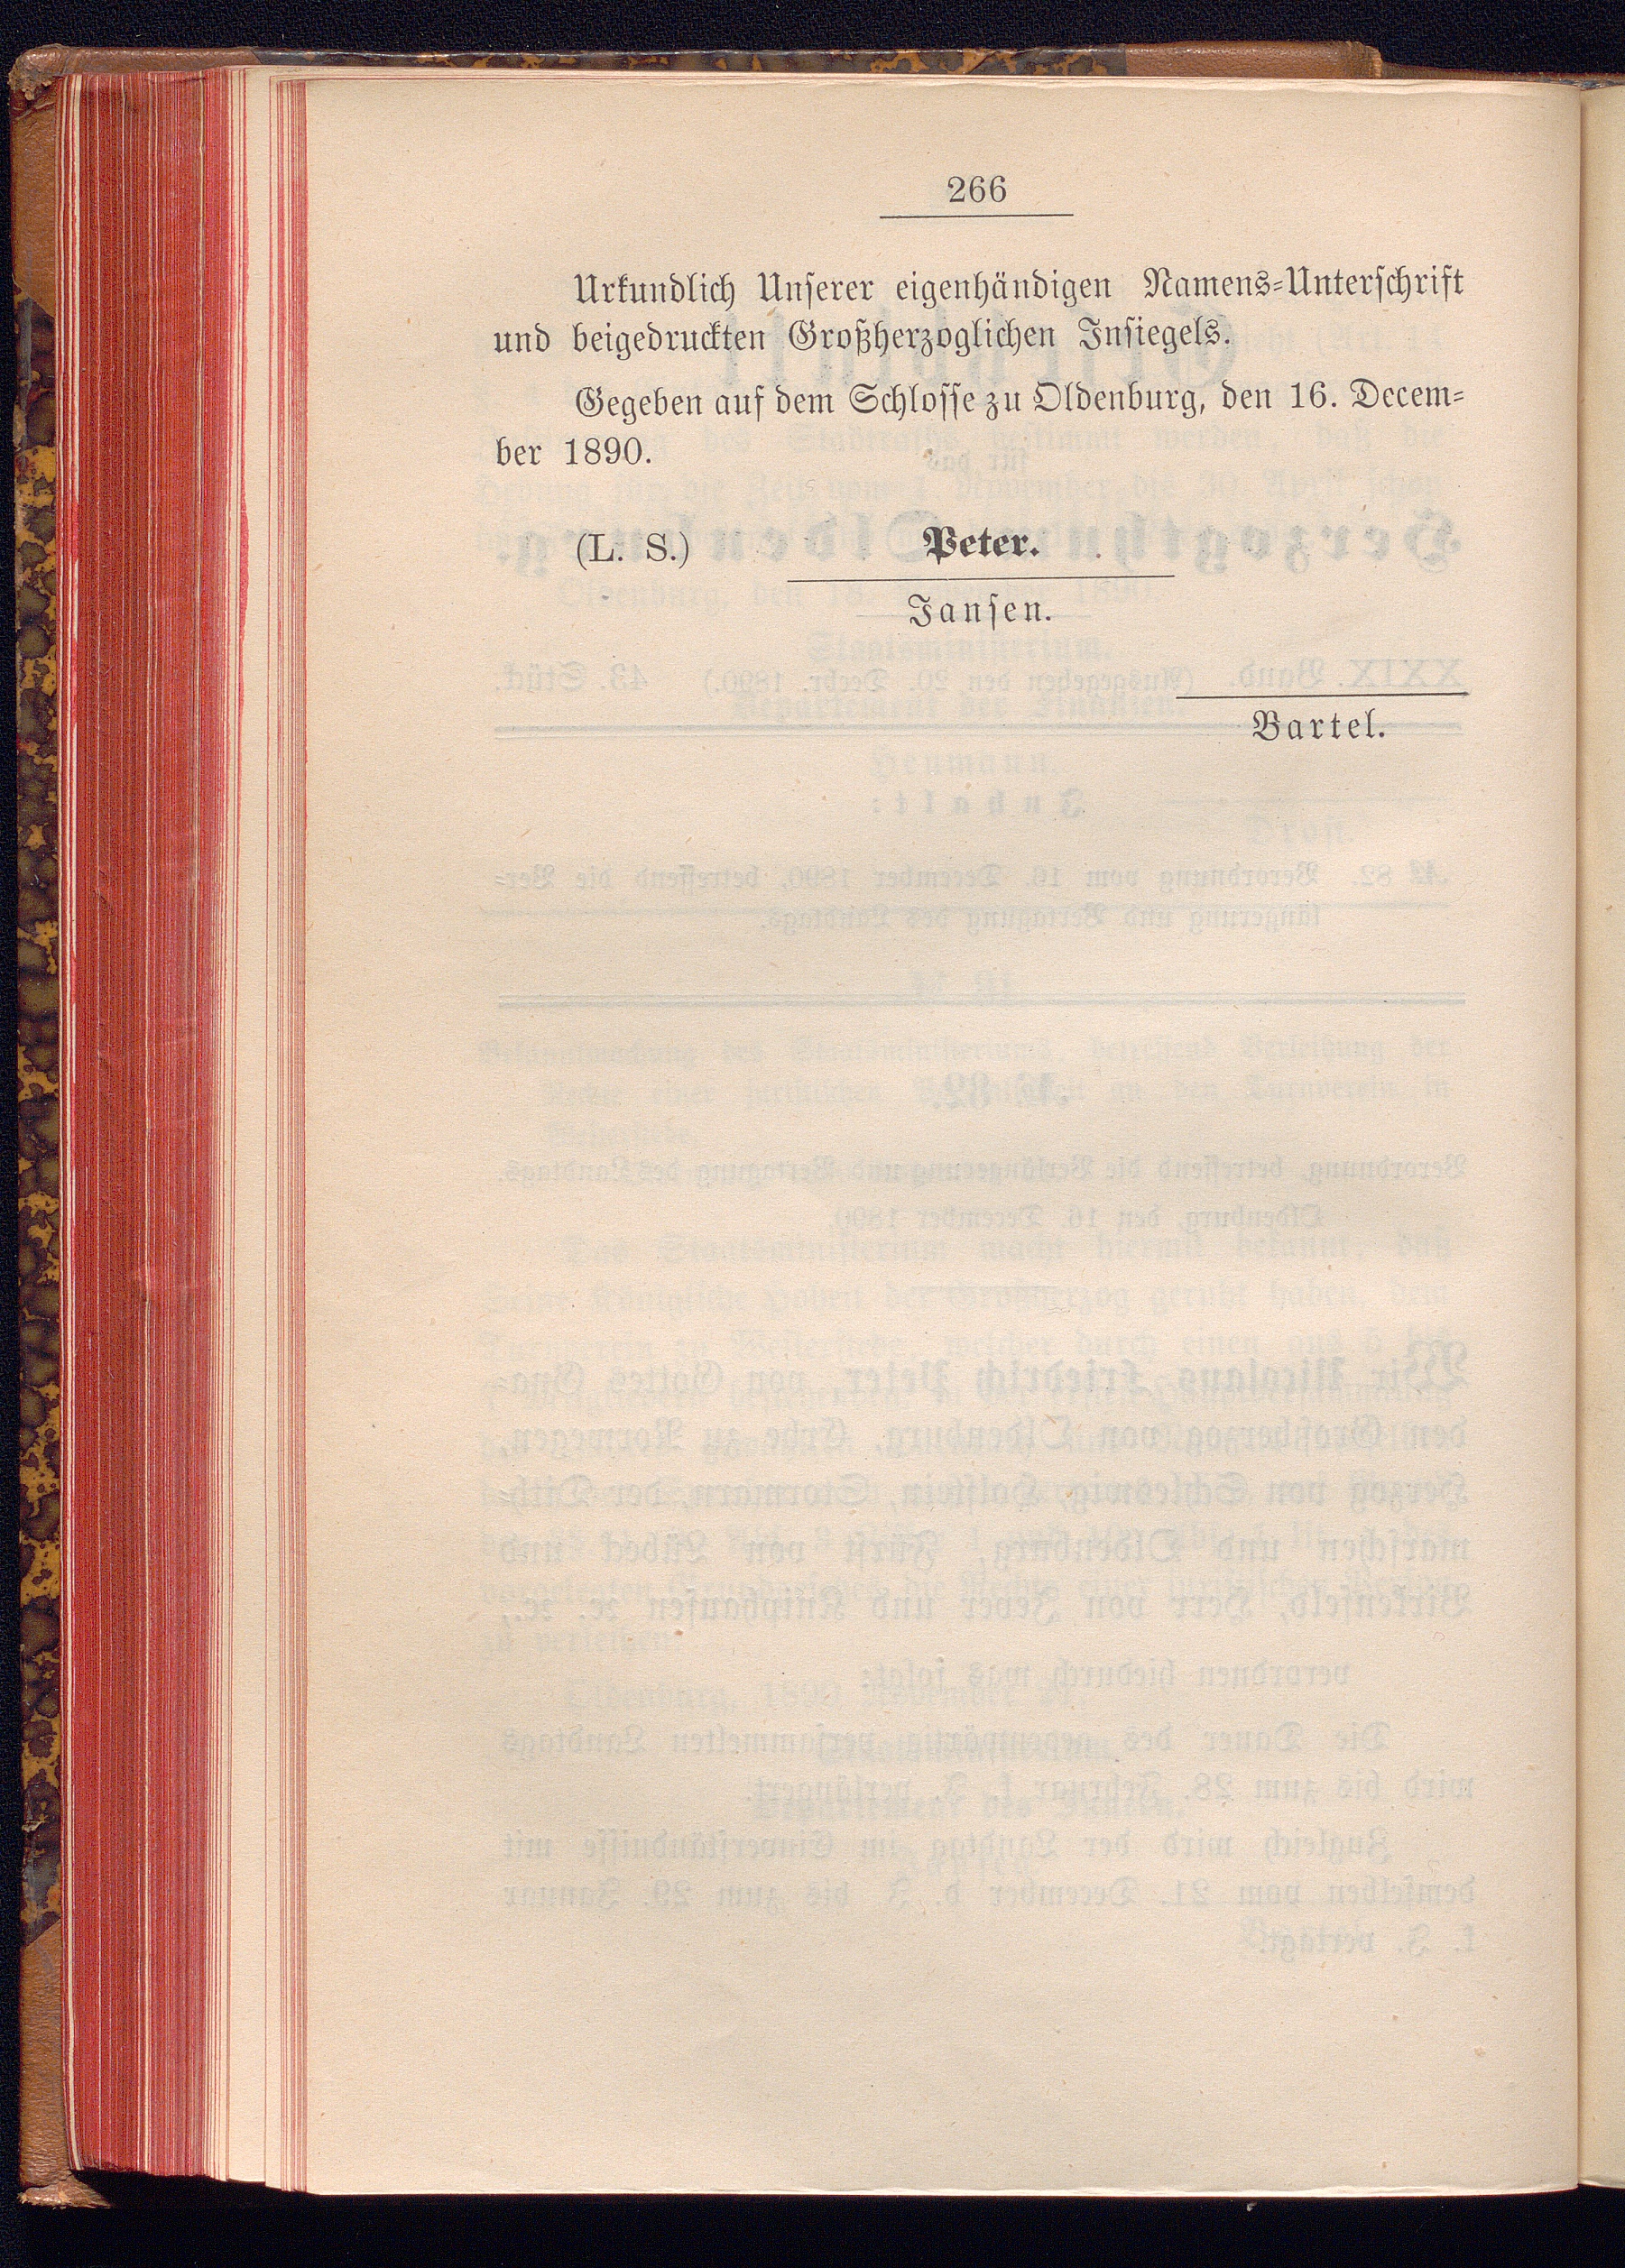 266
Urkundlich Unserer eigenhändigen Namens-Unterschrift
und beigedruckten Großherzoglichen Insiegels.
Gegeben auf dem Schlosse zu Oldenburg, den 16. Decem-
ber 1890.
(L. S.) Peter.
Jansen.
Bartel.